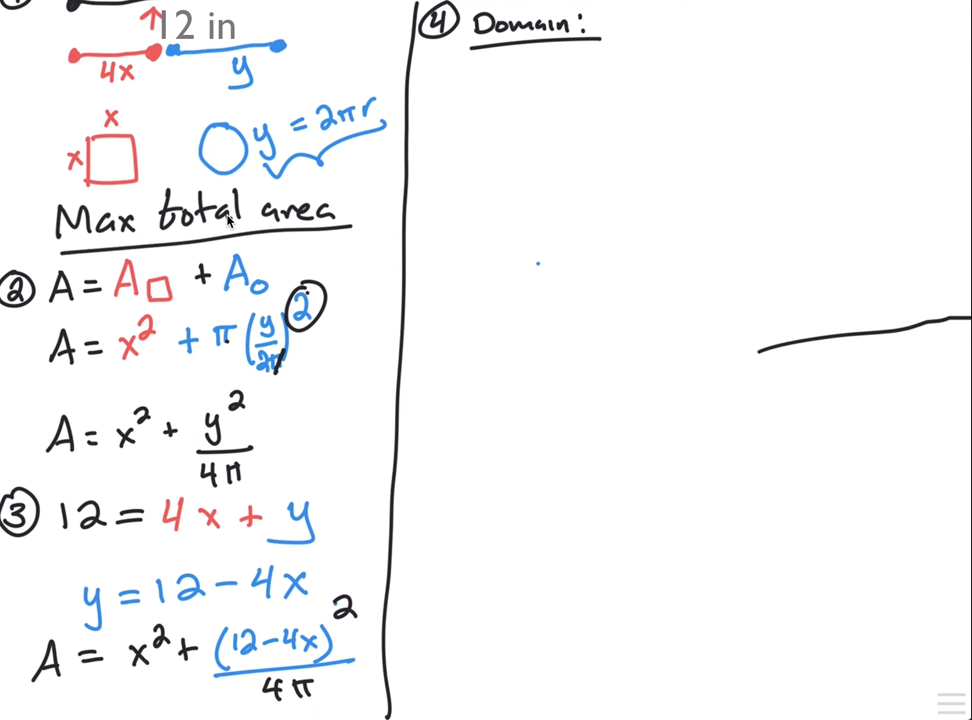 12 in
4x y
x
x y = 2πr
Max total area
② A = A□ + A○
A = x² + π(y/2π)²
A = x² + y²/4π
③ 12 = 4x + y
y = 12 - 4x
A = x² + (12-4x)²/4π
④ Domain: